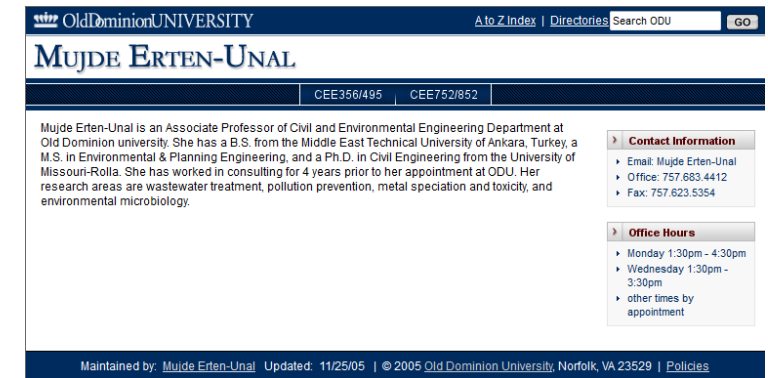 OldDominionUNIVERSITY
A to Z Index | Directories Search ODU GO
MUJDE ERTEN-UNAL
CEE356/495 CEE752/852
Mujde Erten-Unal is an Associate Professor of Civil and Environmental Engineering Department at
Old Dominion university. She has a B.S. from the Middle East Technical University of Ankara, Turkey, a
M.S. in Environmental & Planning Engineering, and a Ph.D. in Civil Engineering from the University of
Missouri-Rolla. She has worked in consulting for 4 years prior to her appointment at ODU. Her
research areas are wastewater treatment, pollution prevention, metal speciation and toxicity, and
environmental microbiology.
Contact Information
Email: Mujde Erten-Unal
Office: 757.683.4412
Fax: 757.623.5354
Office Hours
Monday 1:30pm - 4:30pm
Wednesday 1:30pm -
3:30pm
other times by
appointment
Maintained by: Mujde Erten-Unal Updated: 11/25/05 | © 2005 Old Dominion University, Norfolk, VA 23529 | Policies